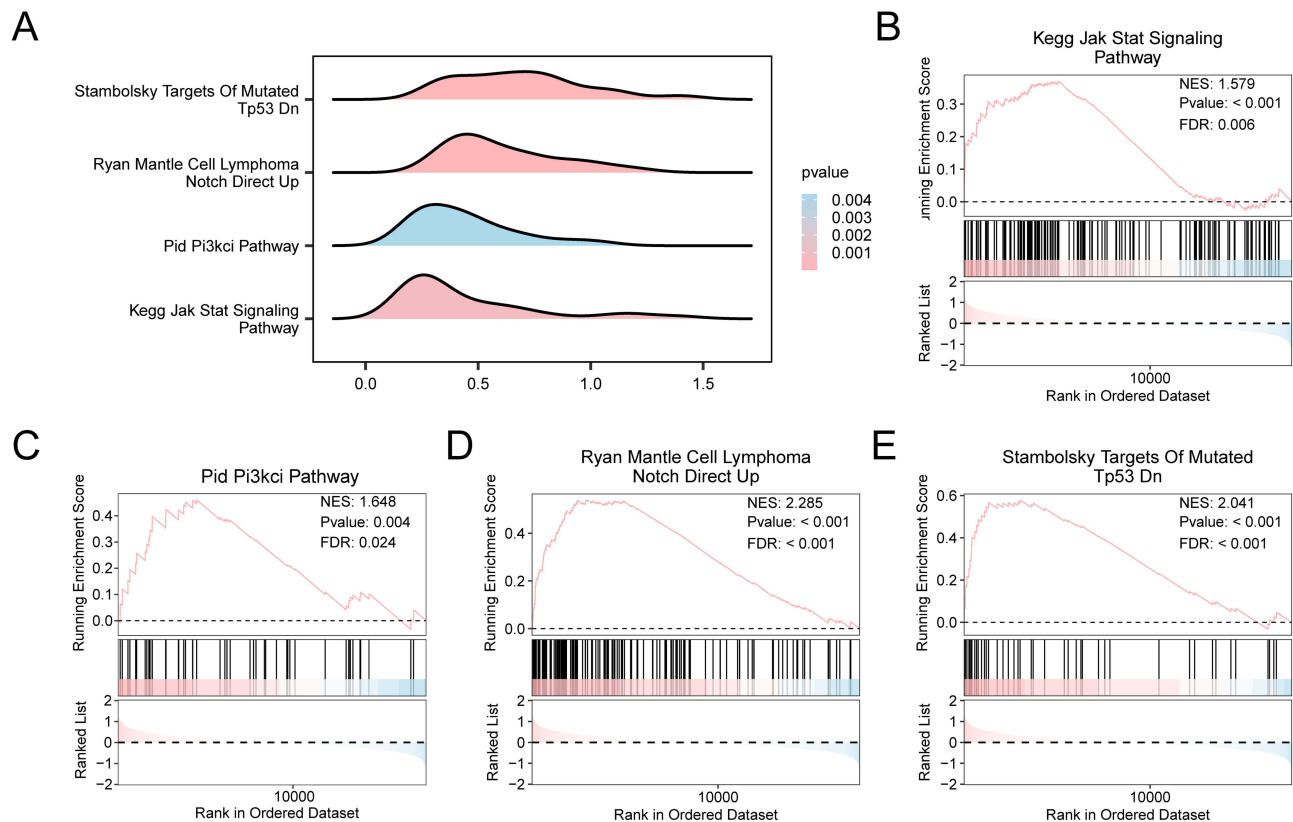 A
Stambolsky Targets Of Mutated
Tp53 Dn
Ryan Mantle Cell Lymphoma
Notch Direct Up
Pid Pi3kci Pathway
Kegg Jak Stat Signaling
Pathway
0.0 0.5 1.0 1.5
pvalue
0.004
0.003
0.002
0.001
B
Kegg Jak Stat Signaling
Pathway
NES: 1.579
Pvalue: < 0.001
FDR: 0.006
unning Enrichment Score
0.3
0.2
0.1
0.0
Ranked List
2
1
0
−1
−2
10000
Rank in Ordered Dataset
C
Pid Pi3kci Pathway
NES: 1.648
Pvalue: 0.004
FDR: 0.024
Running Enrichment Score
0.4
0.3
0.2
0.1
0.0
Ranked List
2
1
0
−1
−2
10000
Rank in Ordered Dataset
D
Ryan Mantle Cell Lymphoma
Notch Direct Up
NES: 2.285
Pvalue: < 0.001
FDR: < 0.001
Running Enrichment Score
0.4
0.2
0.0
Ranked List
2
1
0
−1
−2
10000
Rank in Ordered Dataset
E
Stambolsky Targets Of Mutated
Tp53 Dn
NES: 2.041
Pvalue: < 0.001
FDR: < 0.001
Running Enrichment Score
0.6
0.4
0.2
0.0
Ranked List
2
1
0
−1
−2
10000
Rank in Ordered Dataset